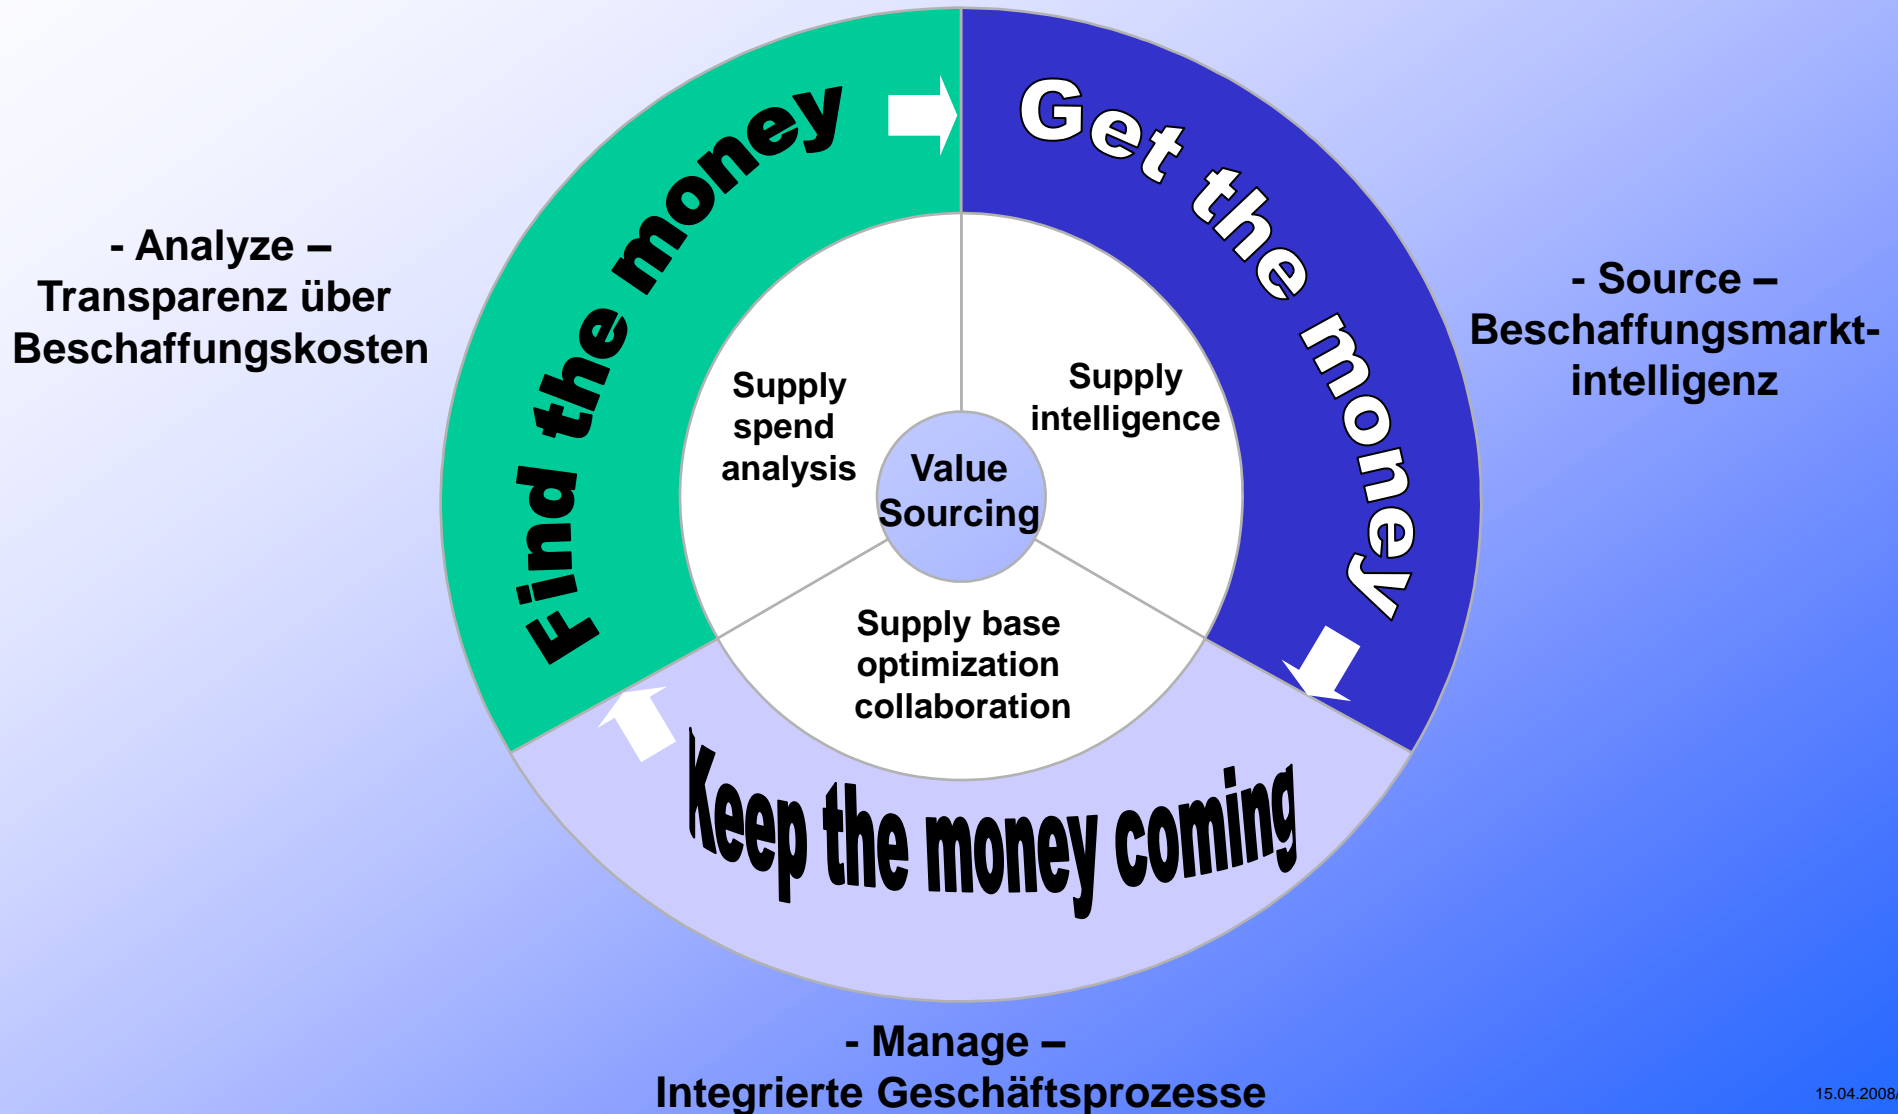 - Analyze –
Transparenz über
Beschaffungskosten
Find the money
Get the money
- Source –
Beschaffungsmarkt-
intelligenz
Supply
spend
analysis
Supply
intelligence
Value
Sourcing
Supply base
optimization
collaboration
Keep the money coming
- Manage –
Integrierte Geschäftsprozesse
15.04.2008